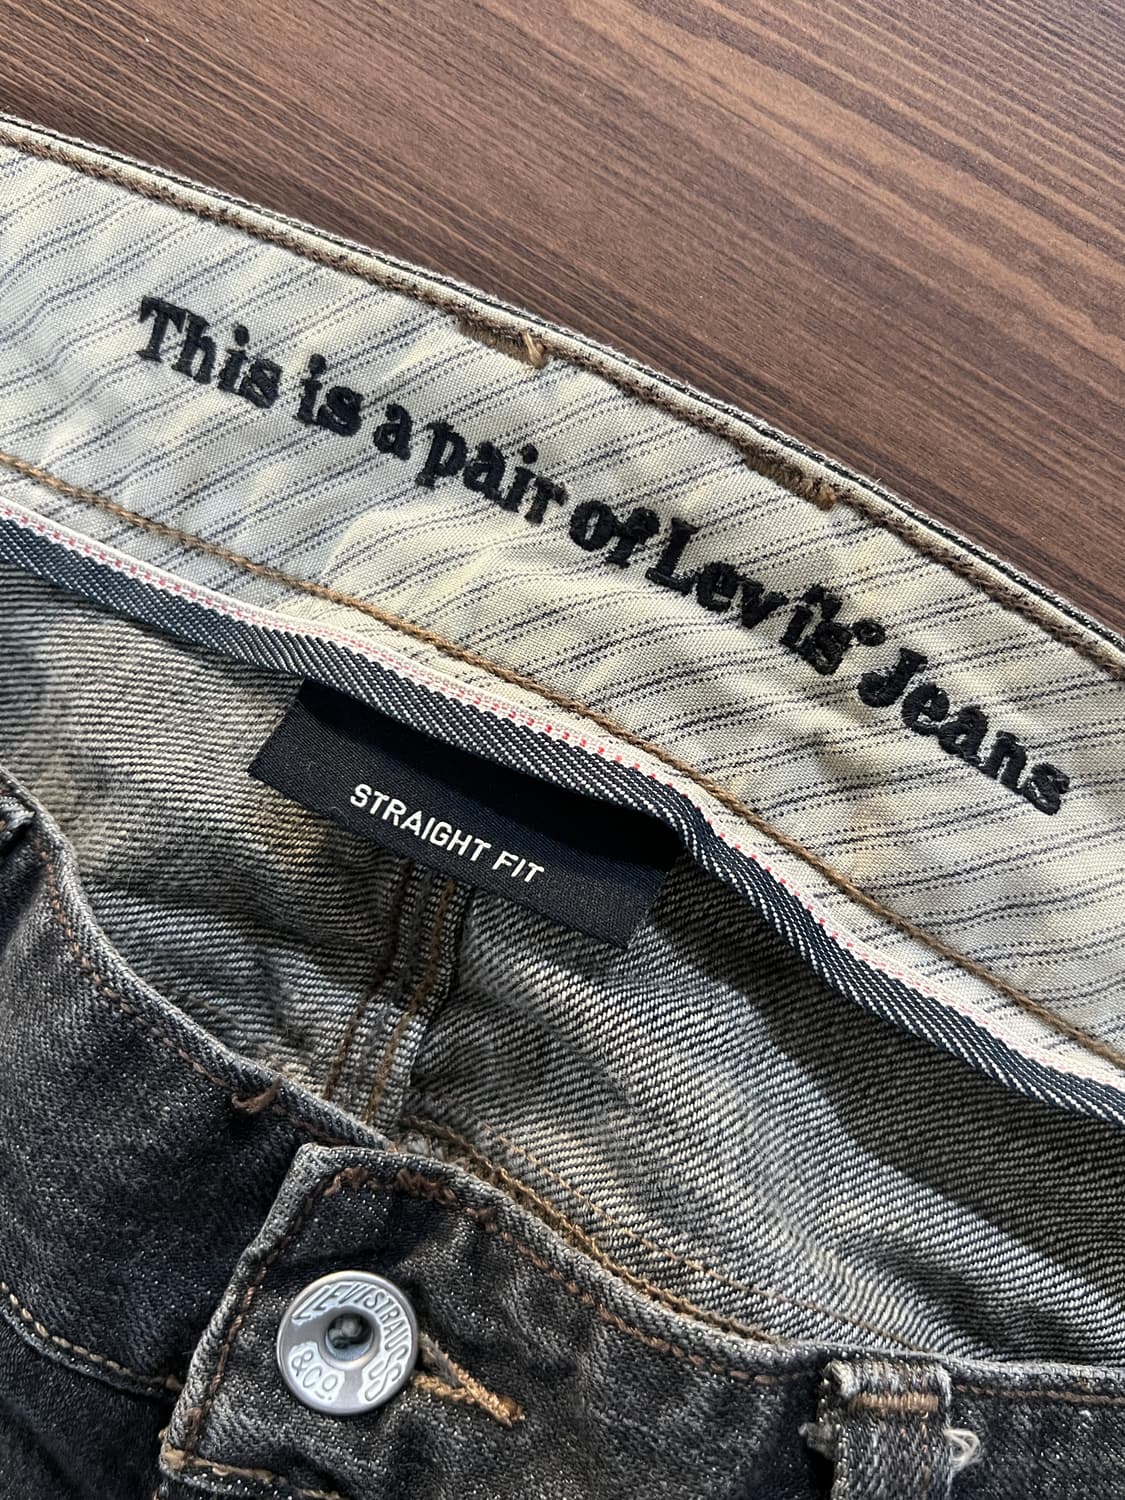 This is a pair of Levi's® Jeans
STRAIGHT FIT
LEVI STRAUSS
& CO.